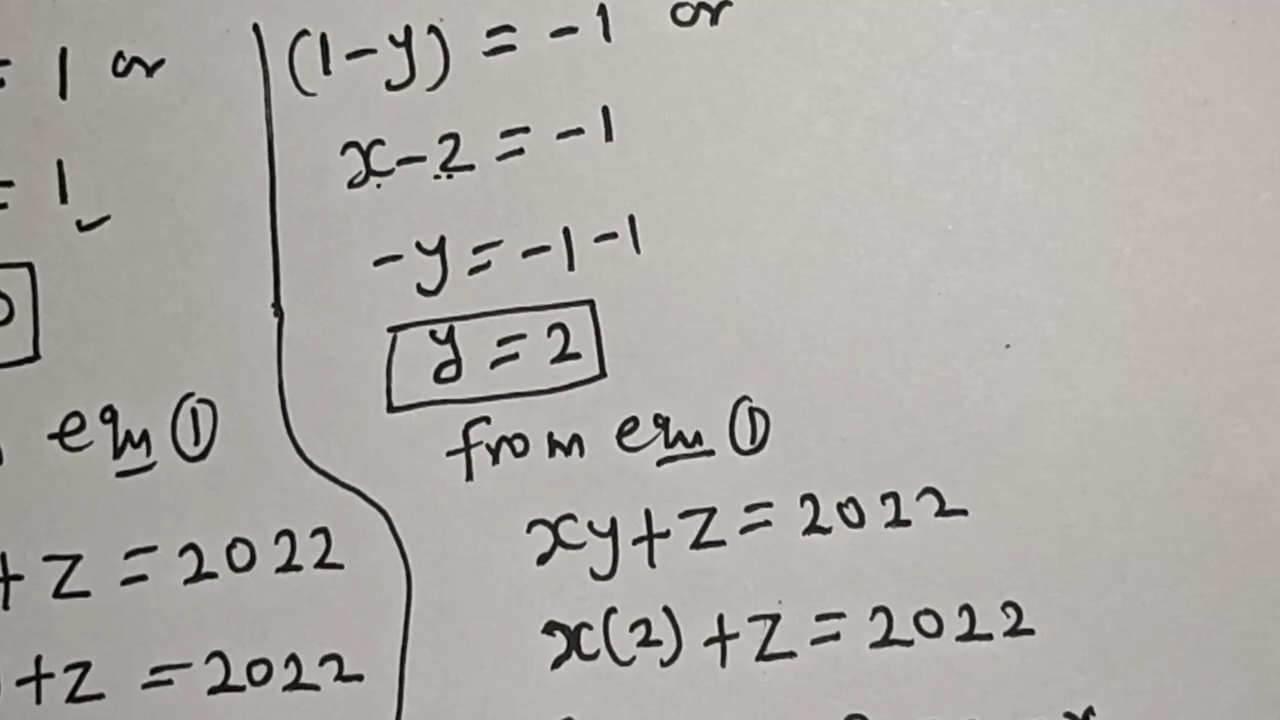 = 1 or
= 1
eqn ①
+ z = 2022
+z = 2022
(1-y) = -1 or
x-2 = -1
-y = -1-1
y = 2
from eqn ①
xy+z = 2022
x(2) +z = 2022